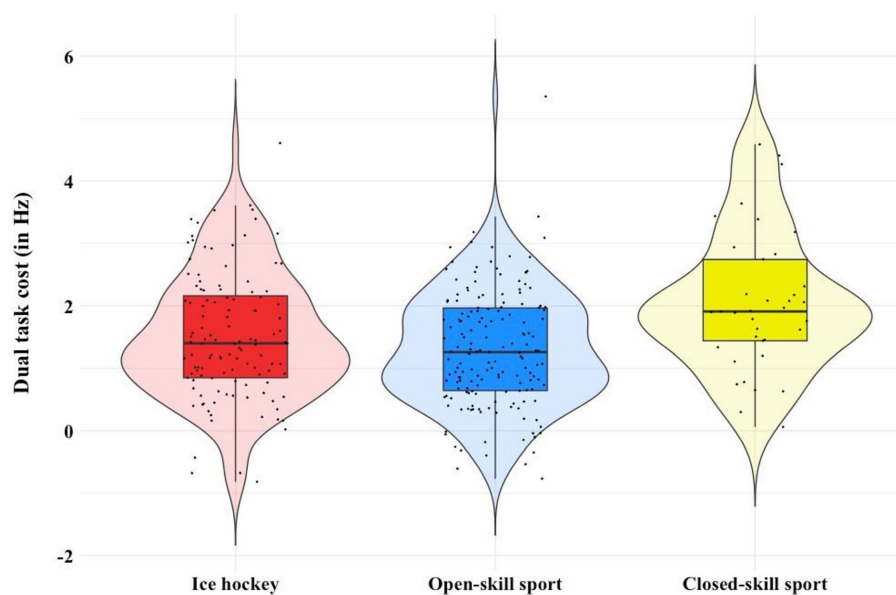 Dual task cost (in Hz)
6
4
2
0
-2
Ice hockey
Open-skill sport
Closed-skill sport